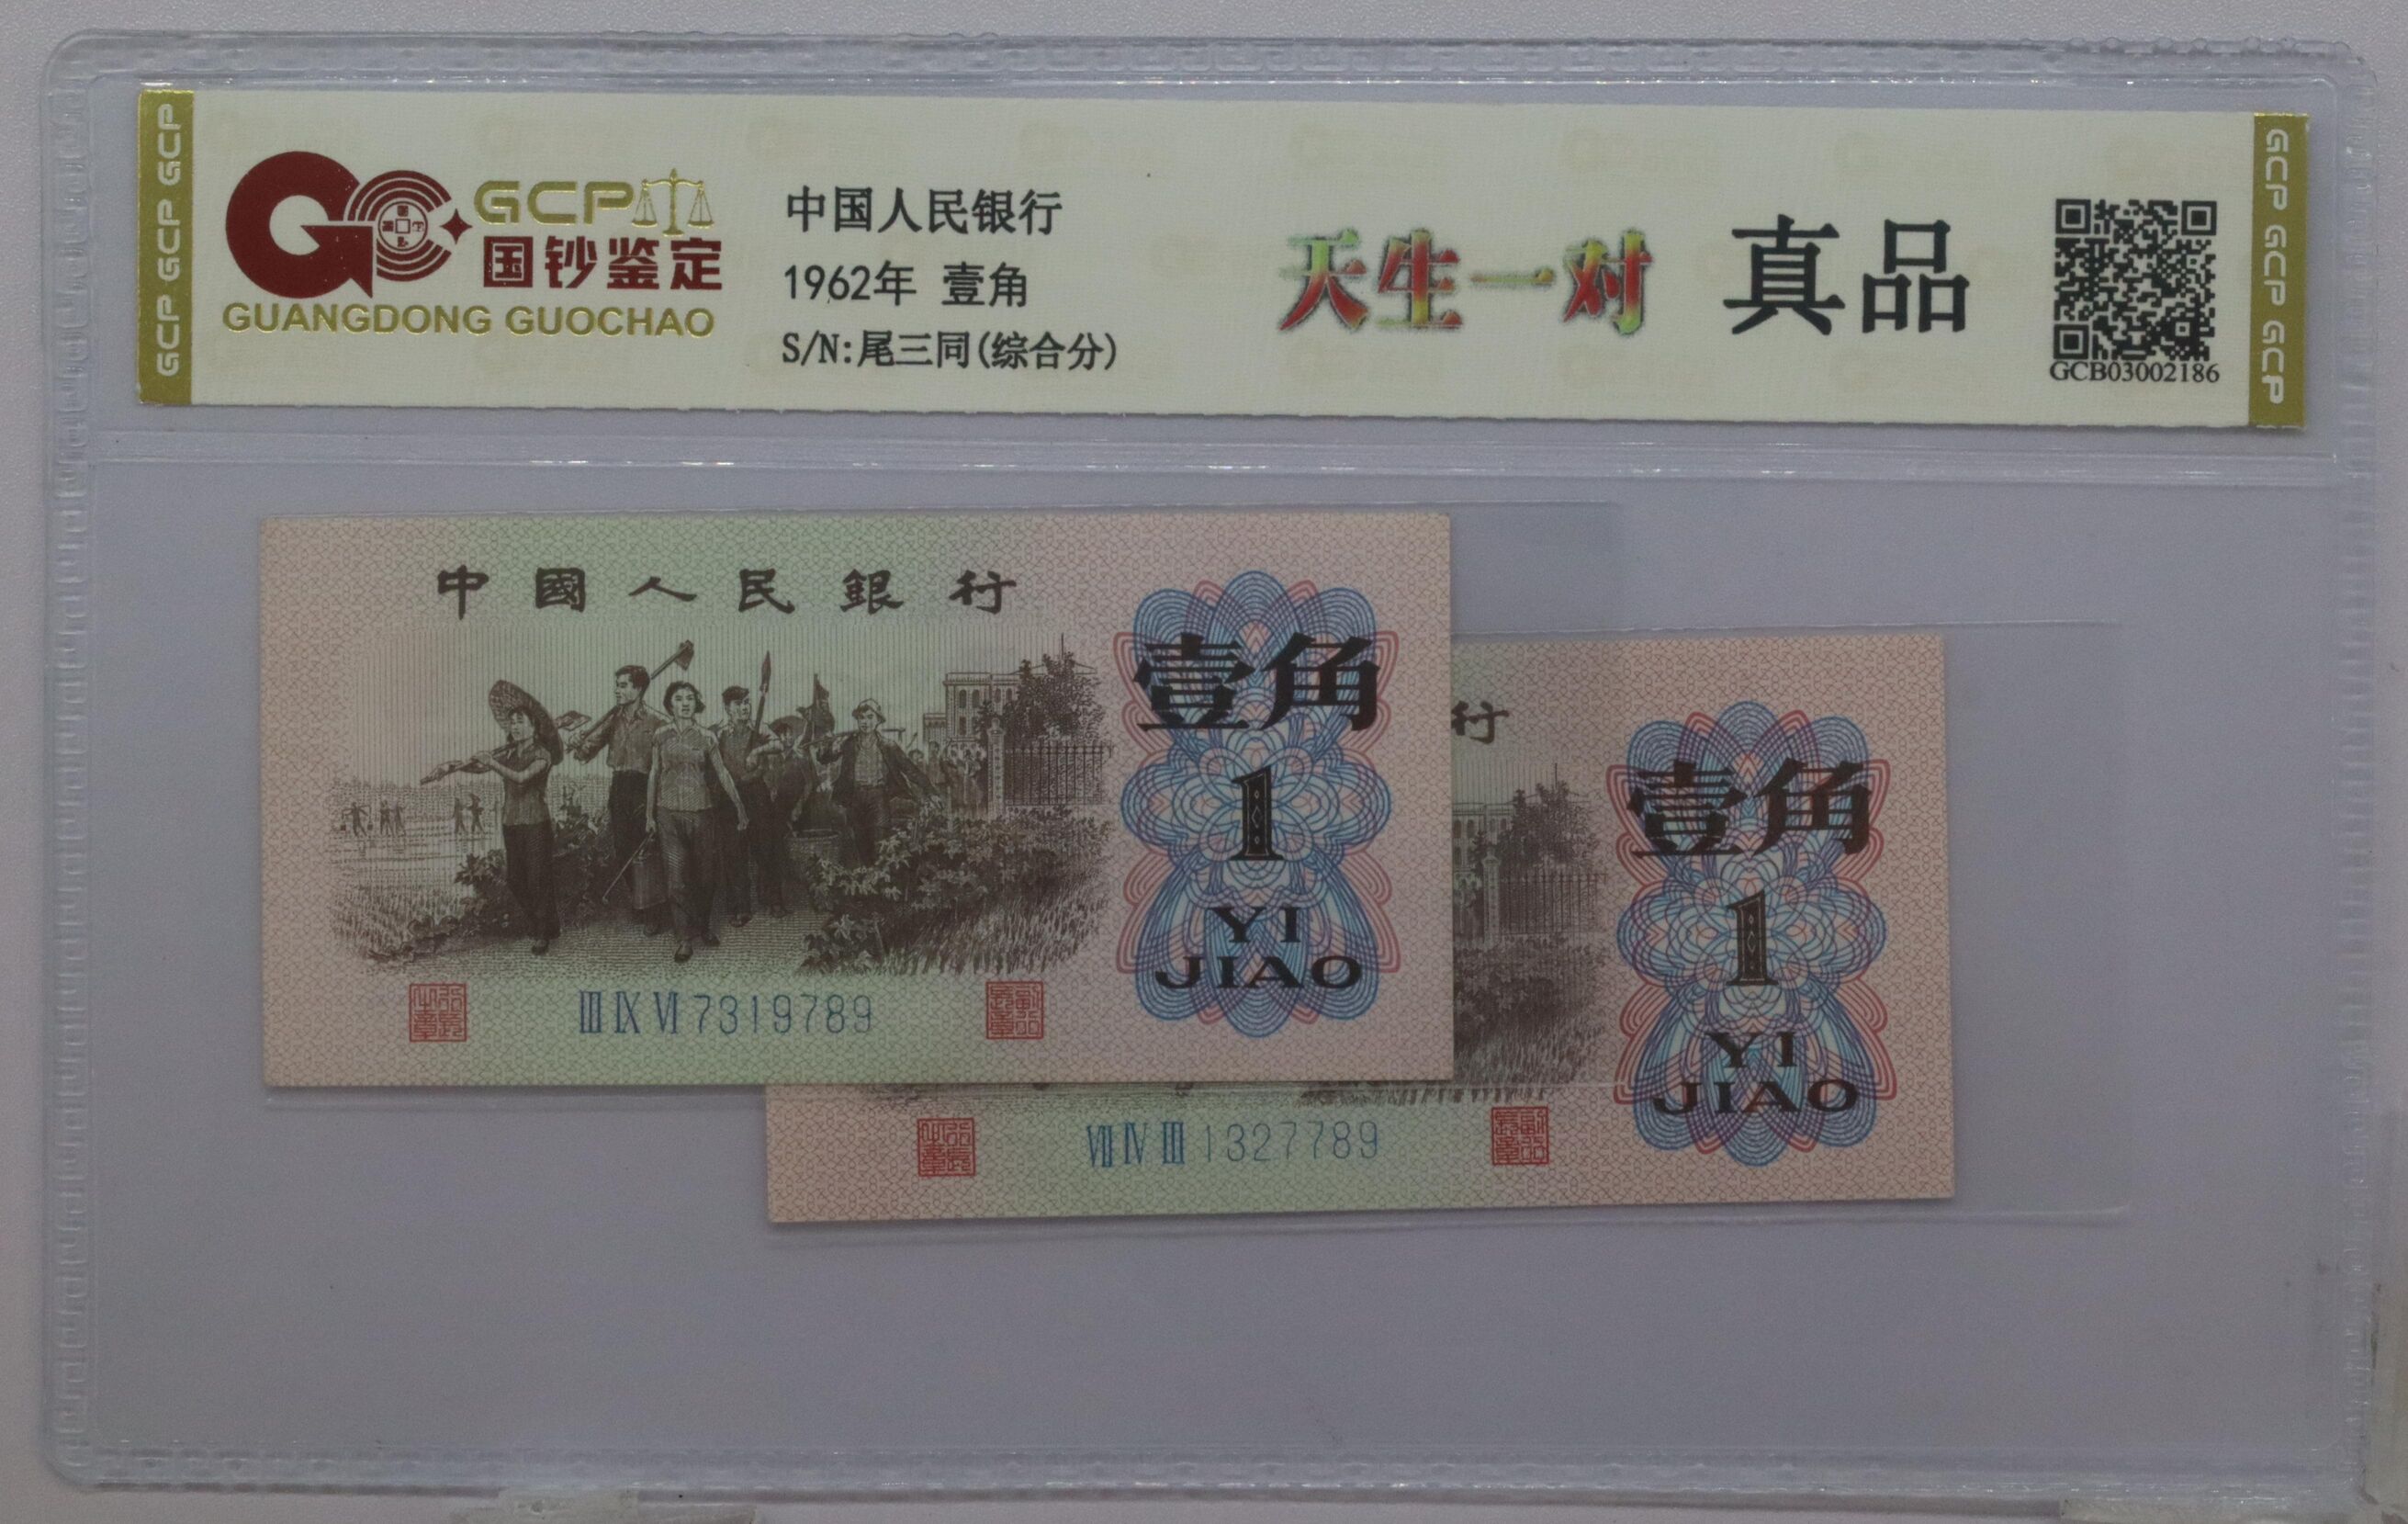 GCP GCP GCP
GCP
国钞鉴定
GUANGDONG GUOCHAO
中国人民银行
1962年 壹角
S/N:尾三同(综合分)
天生一对
真品
GCB03002186
GCP GCP GCP
中國人民銀行
壹角
1
YI
JIAO
ⅢⅨⅥ7319789
行
壹角
1
YI
JIAO
ⅦⅣⅢ1327789